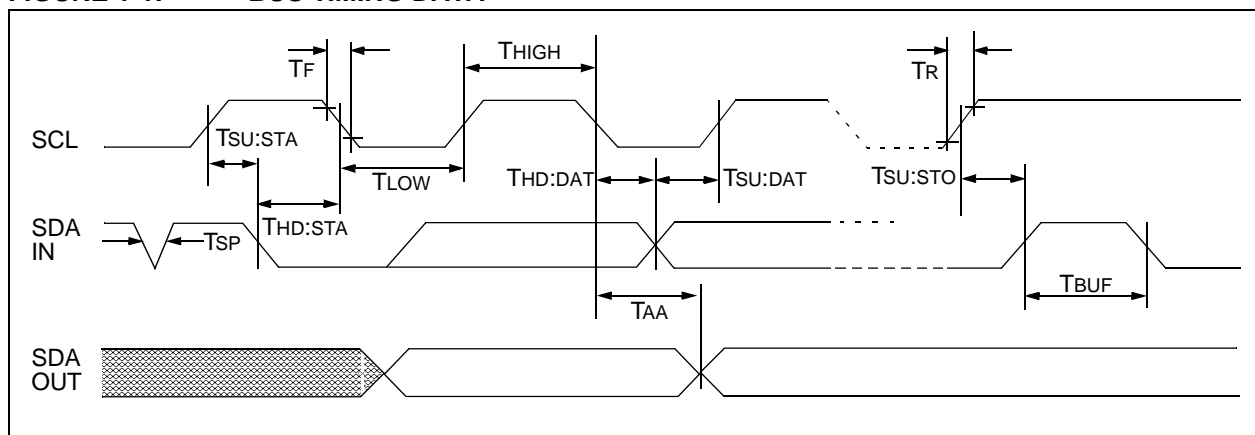 FIGURE 1-1: BUS TIMING DATA
TF
THIGH
TR
SCL
TSU:STA
TLOW
THD:DAT
TSU:DAT
TSU:STO
SDA
IN
TSP
THD:STA
TBUF
TAA
SDA
OUT